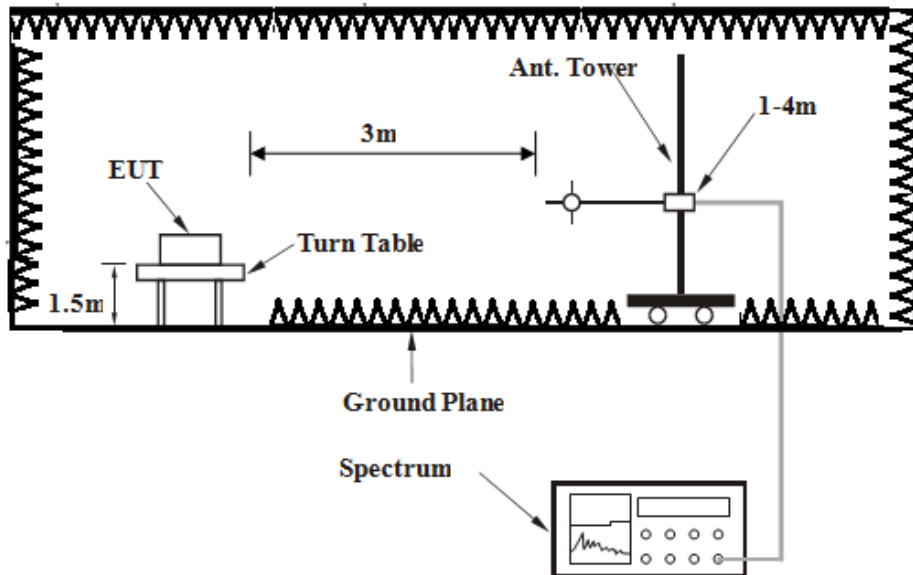 Ant. Tower
1-4m
3m
EUT
Turn Table
1.5m
Ground Plane
Spectrum